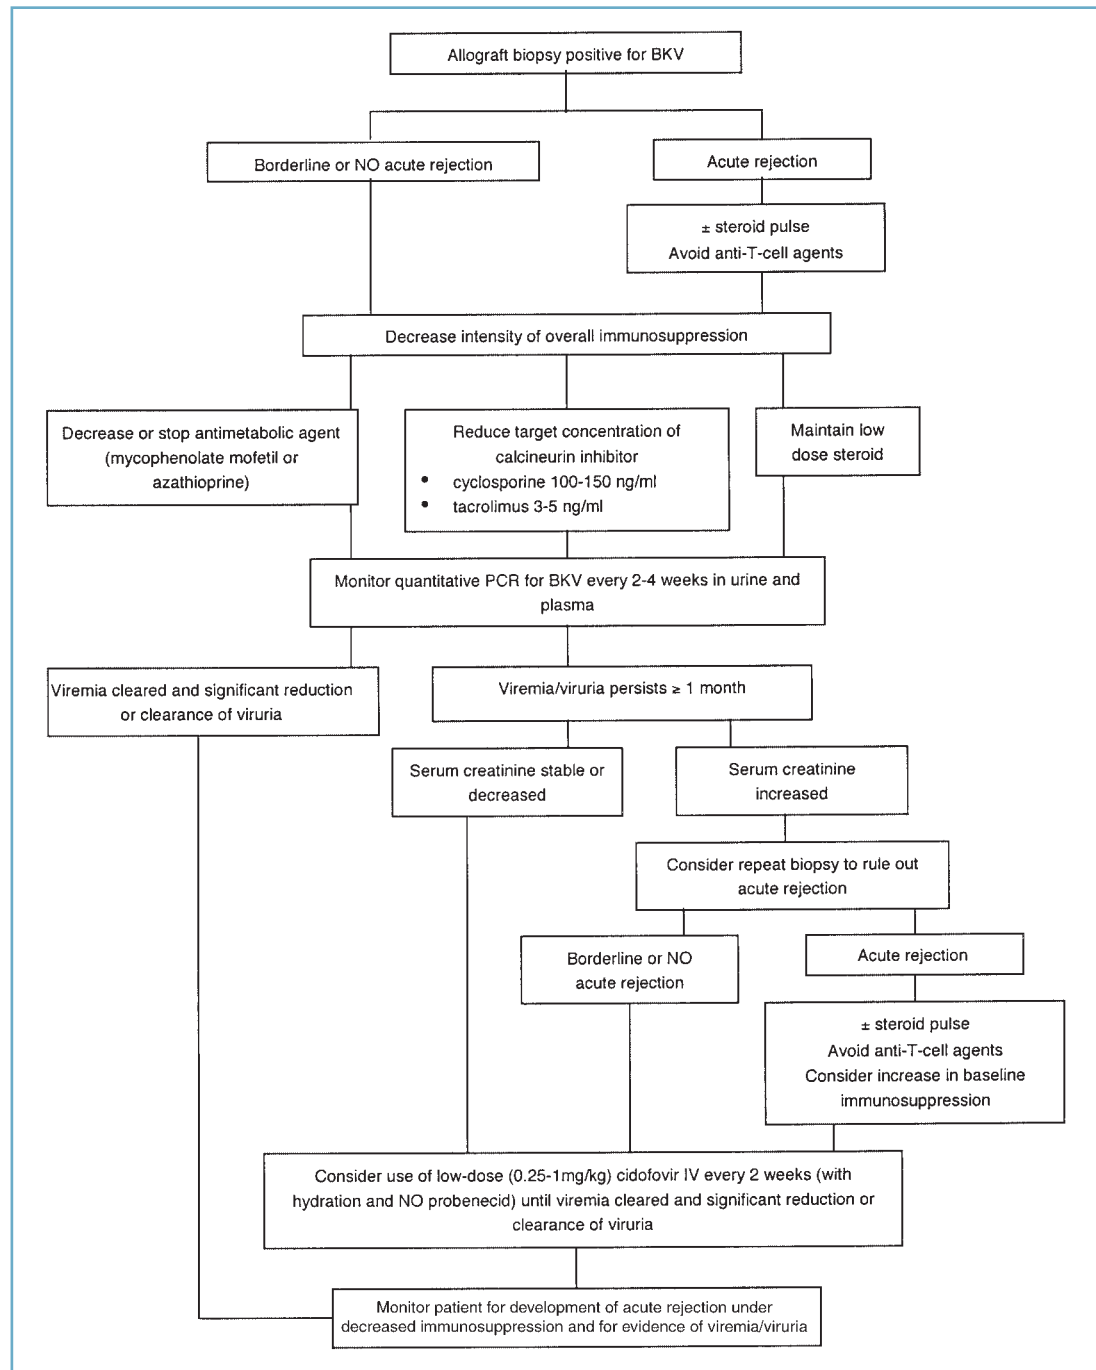 Allograft biopsy positive for BKV
Borderline or NO acute rejection
Acute rejection
± steroid pulse
Avoid anti-T-cell agents
Decrease intensity of overall immunosuppression
Decrease or stop antimetabolic agent
(mycophenolate mofetil or
azathioprine)
Reduce target concentration of
calcineurin inhibitor
• cyclosporine 100-150 ng/ml
• tacrolimus 3-5 ng/ml
Maintain low
dose steroid
Monitor quantitative PCR for BKV every 2-4 weeks in urine and
plasma
Viremia cleared and significant reduction
or clearance of viruria
Viremia/viruria persists ≥ 1 month
Serum creatinine stable or
decreased
Serum creatinine
increased
Consider repeat biopsy to rule out
acute rejection
Borderline or NO
acute rejection
Acute rejection
± steroid pulse
Avoid anti-T-cell agents
Consider increase in baseline
immunosuppression
Consider use of low-dose (0.25-1mg/kg) cidofovir IV every 2 weeks (with
hydration and NO probenecid) until viremia cleared and significant reduction or
clearance of viruria
Monitor patient for development of acute rejection under
decreased immunosuppression and for evidence of viremia/viruria